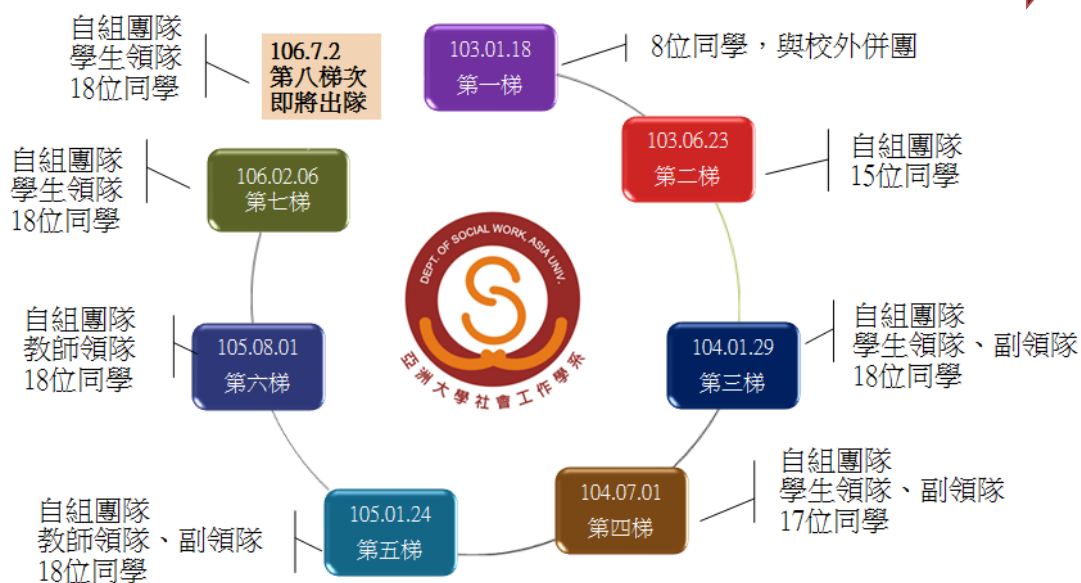 103.01.18
第一梯
8位同學，與校外併團
103.06.23
第二梯
自組團隊
15位同學
104.01.29
第三梯
自組團隊
學生領隊、副領隊
18位同學
104.07.01
第四梯
自組團隊
學生領隊、副領隊
17位同學
105.01.24
第五梯
自組團隊
教師領隊、副領隊
18位同學
105.08.01
第六梯
自組團隊
教師領隊
18位同學
106.02.06
第七梯
自組團隊
學生領隊
18位同學
106.7.2
第八梯次
即將出隊
自組團隊
學生領隊
18位同學
DEPT. OF SOCIAL WORK, ASIA UNIV.
亞洲大學社會工作學系